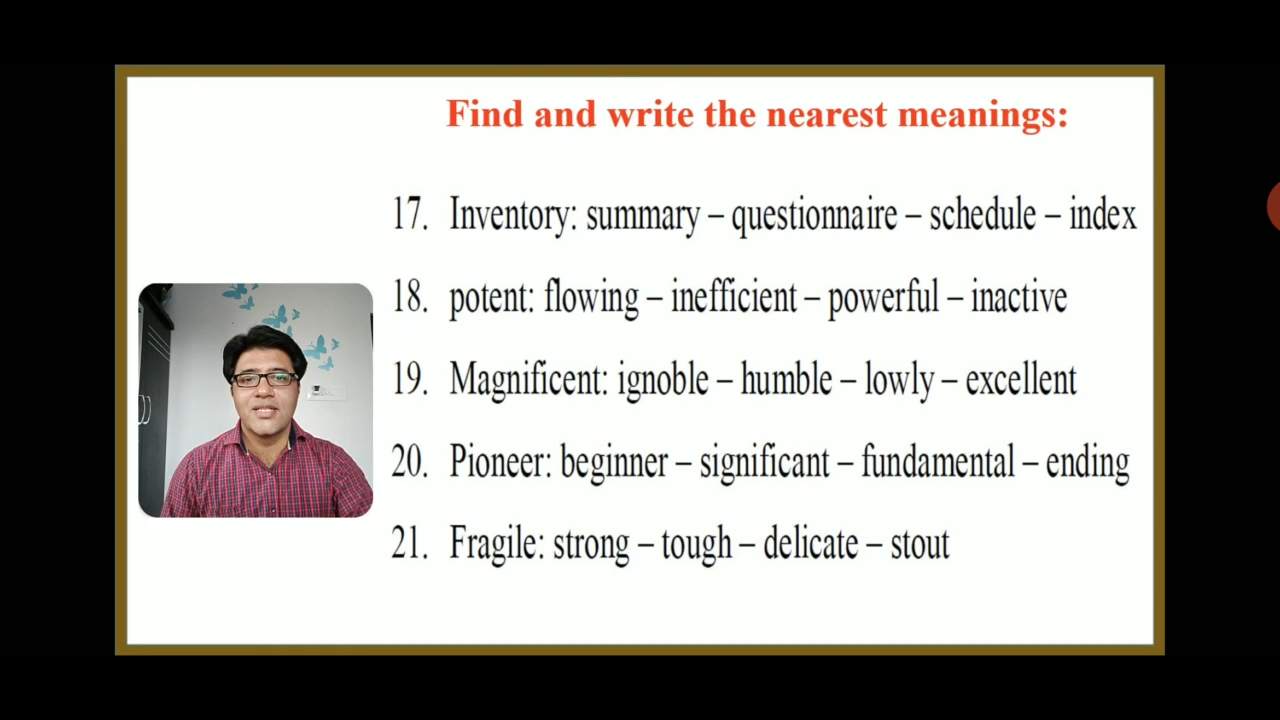 Find and write the nearest meanings:
17. Inventory: summary – questionnaire – schedule – index
18. potent: flowing – inefficient – powerful – inactive
19. Magnificent: ignoble – humble – lowly – excellent
20. Pioneer: beginner – significant – fundamental – ending
21. Fragile: strong – tough – delicate – stout